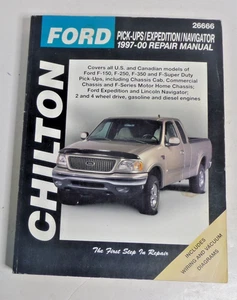 26666
FORD
PICK-UPS/EXPEDITION/NAVIGATOR
1997-00 REPAIR MANUAL
Covers all U.S. and Canadian models of
Ford F-150, F-250, F-350 and F-Super Duty
Pick-Ups, including Chassis Cab, Commercial
Chassis and F-Series Motor Home Chassis;
Ford Expedition and Lincoln Navigator;
2 and 4 wheel drive, gasoline and diesel engines
CHILTON
The First Step In Repair
INCLUDES
WIRING AND VACUUM
DIAGRAMS